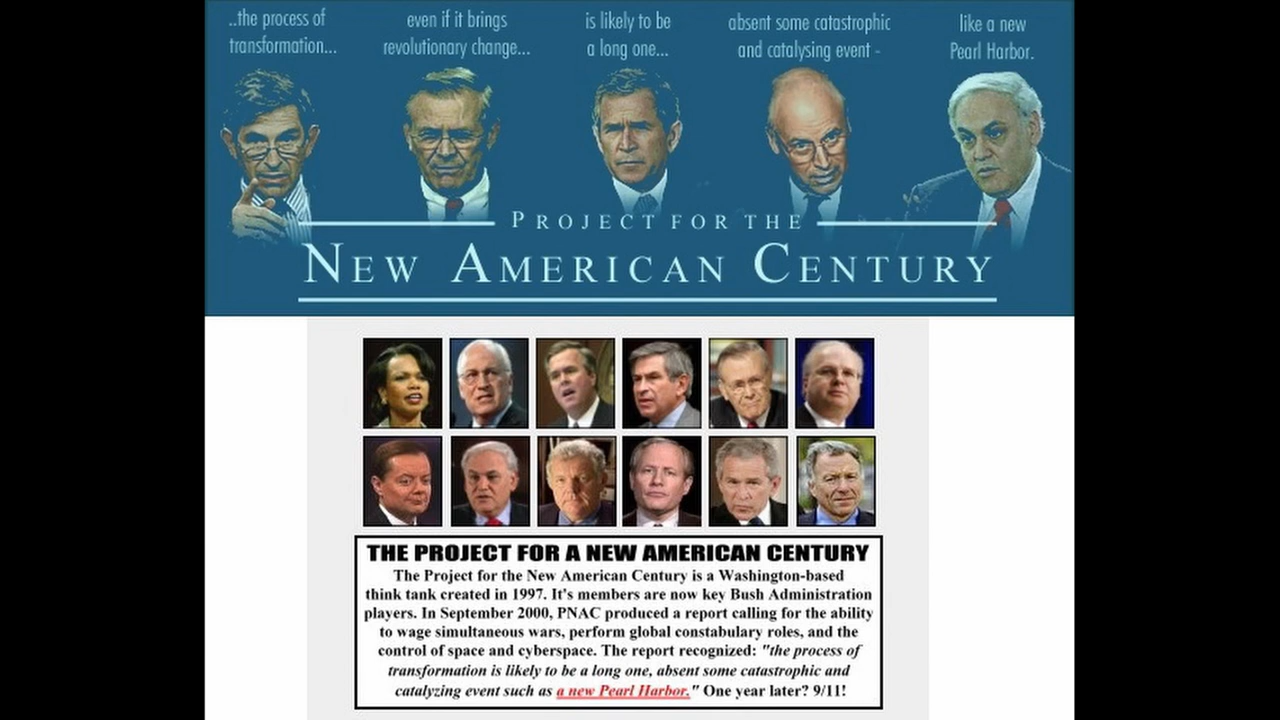 ..the process of
transformation...
even if it brings
revolutionary change...
is likely to be
a long one...
absent some catastrophic
and catalysing event -
like a new
Pearl Harbor.
PROJECT FOR THE
NEW AMERICAN CENTURY
THE PROJECT FOR A NEW AMERICAN CENTURY
The Project for the New American Century is a Washington-based
think tank created in 1997. It's members are now key Bush Administration
players. In September 2000, PNAC produced a report calling for the ability
to wage simultaneous wars, perform global constabulary roles, and the
control of space and cyberspace. The report recognized: "the process of
transformation is likely to be a long one, absent some catastrophic and
catalyzing event such as a new Pearl Harbor." One year later? 9/11!